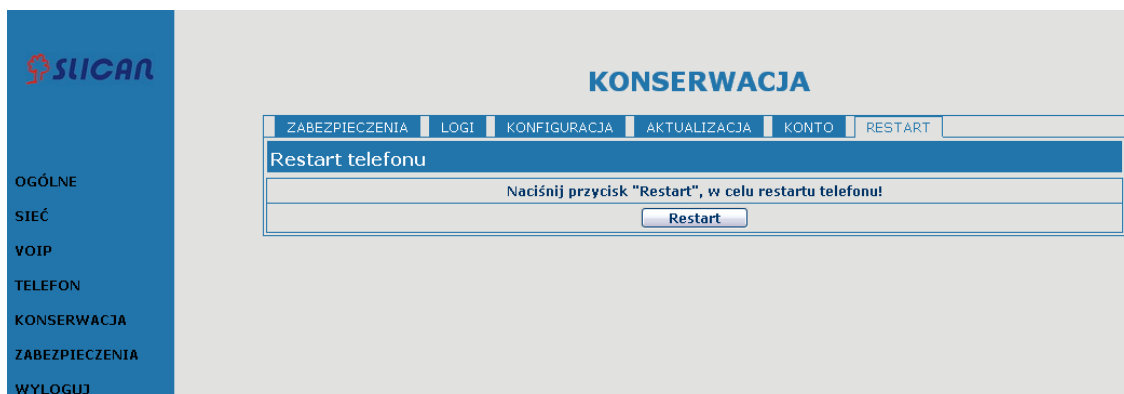 SLICAN
KONSERWACJA
ZABEZPIECZENIA LOGI KONFIGURACJA AKTUALIZACJA KONTO RESTART
Restart telefonu
Naciśnij przycisk "Restart", w celu restartu telefonu!
Restart
OGÓLNE
SIEĆ
VOIP
TELEFON
KONSERWACJA
ZABEZPIECZENIA
WYLOGUJ